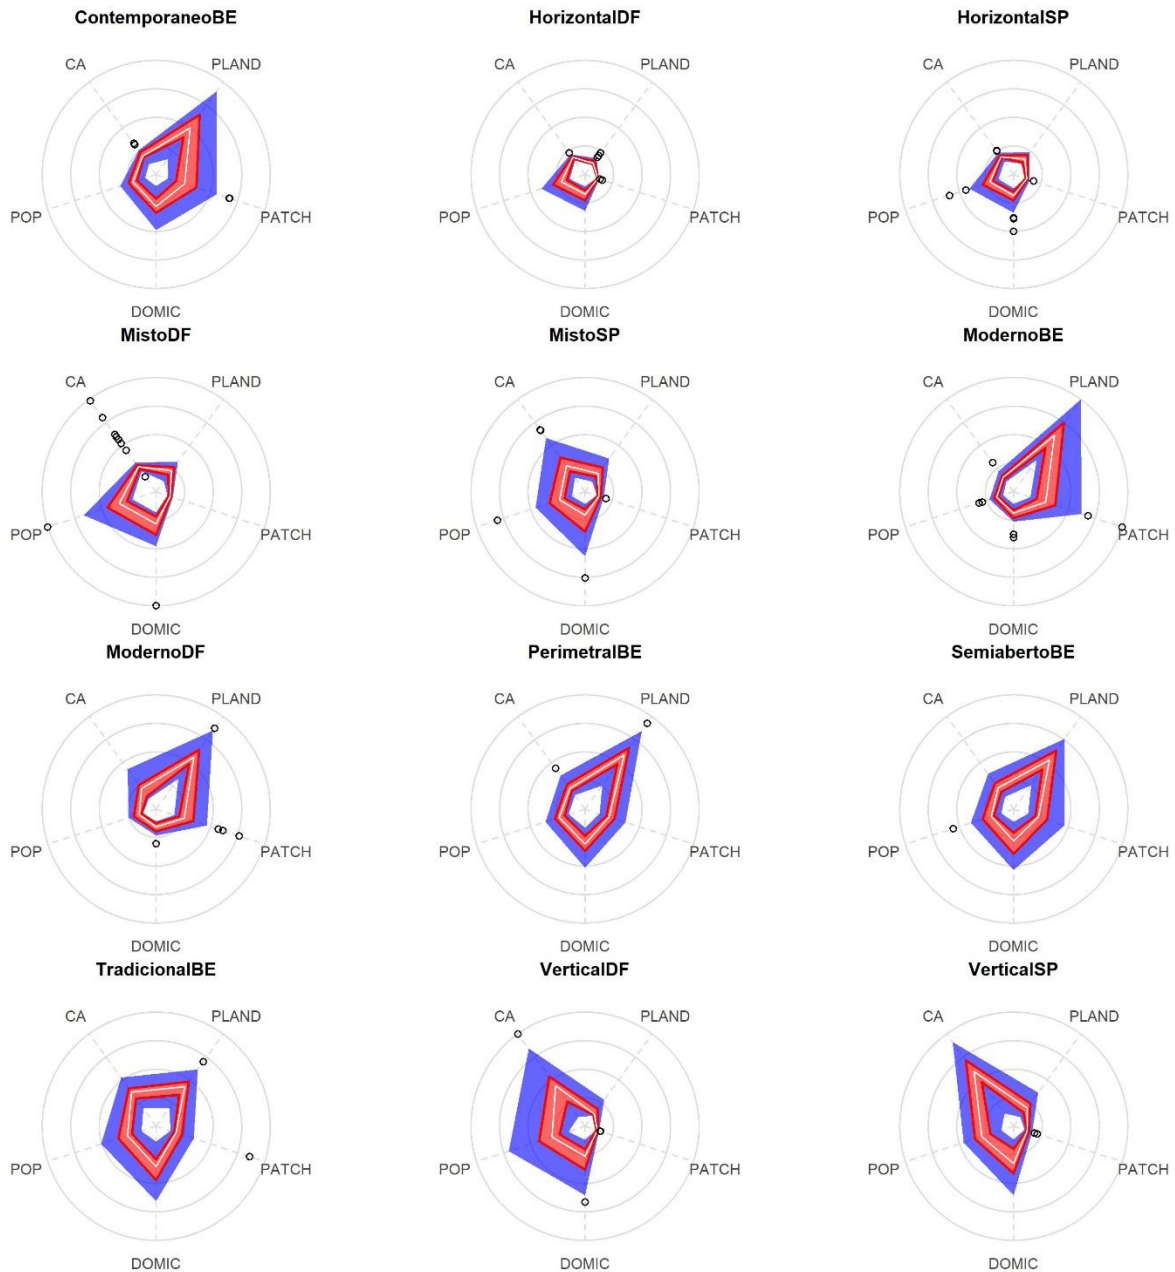 ContemporaneoBE HorizontalDF HorizontalSP
CA PLAND CA PLAND CA PLAND
POP PATCH POP PATCH POP PATCH
DOMIC DOMIC DOMIC
MistoDF MistoSP ModernoBE
CA PLAND CA PLAND CA PLAND
POP PATCH POP PATCH POP PATCH
DOMIC DOMIC DOMIC
ModernoDF PerimetralBE SemiabertoBE
CA PLAND CA PLAND CA PLAND
POP PATCH POP PATCH POP PATCH
DOMIC DOMIC DOMIC
TradicionalBE VerticalDF VerticalSP
CA PLAND CA PLAND CA PLAND
POP PATCH POP PATCH POP PATCH
DOMIC DOMIC DOMIC